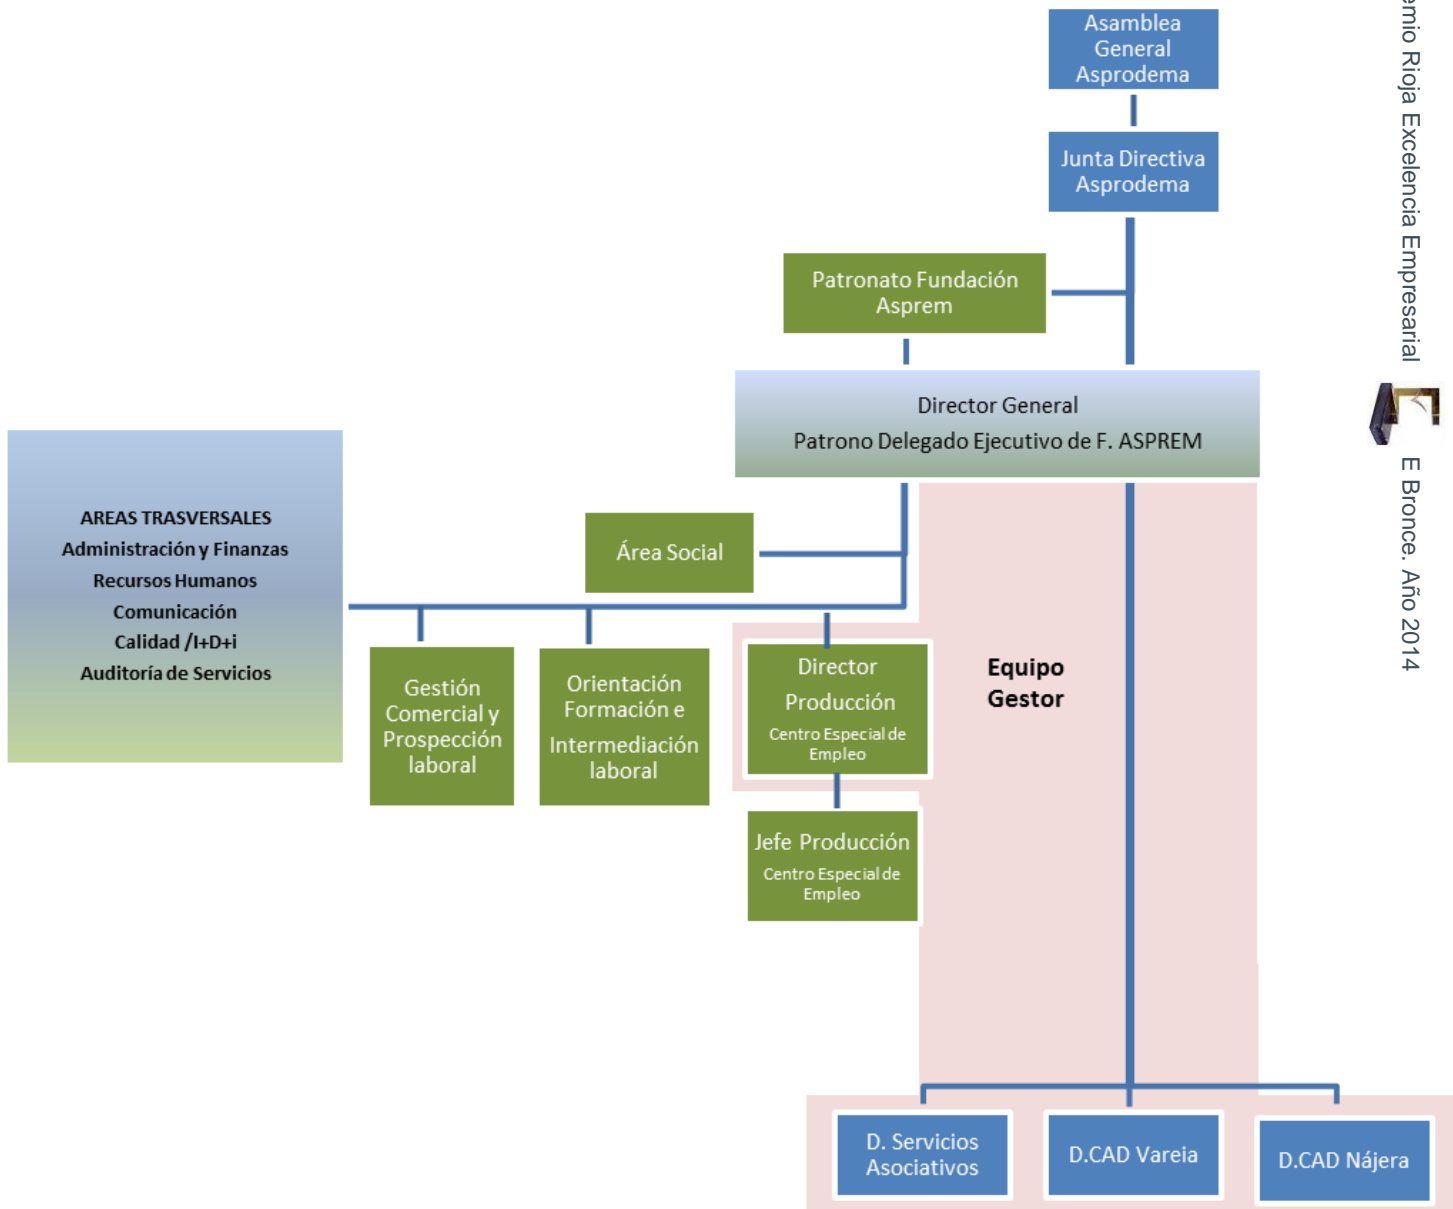 Asamblea
General
Asprodema
Junta Directiva
Asprodema
Patronato Fundación
Asprem
Director General
Patrono Delegado Ejecutivo de F. ASPREM
AREAS TRASVERSALES
Administración y Finanzas
Recursos Humanos
Comunicación
Calidad /I+D+i
Auditoría de Servicios
Área Social
Gestión
Comercial y
Prospección
laboral
Orientación
Formación e
Intermediación
laboral
Director
Producción
Centro Especial de
Empleo
Equipo
Gestor
Jefe Producción
Centro Especial de
Empleo
D. Servicios
Asociativos
D.CAD Vareia
D.CAD Nájera
Rioja Excelencia Empresarial E Bronce. Año 2014